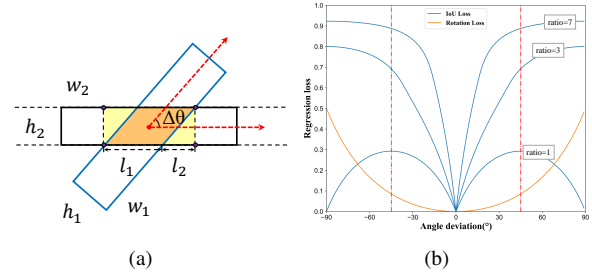 w₂
h₂
Δθ
l₁
l₂
h₁
w₁
(a)
IoU Loss
Rotation Loss
ratio=7
ratio=3
ratio=1
Regression loss
1.0
0.9
0.8
0.7
0.6
0.5
0.4
0.3
0.2
0.1
0.0
−90 −60 −30 0 30 60 90
Angle deviation(°)
(b)